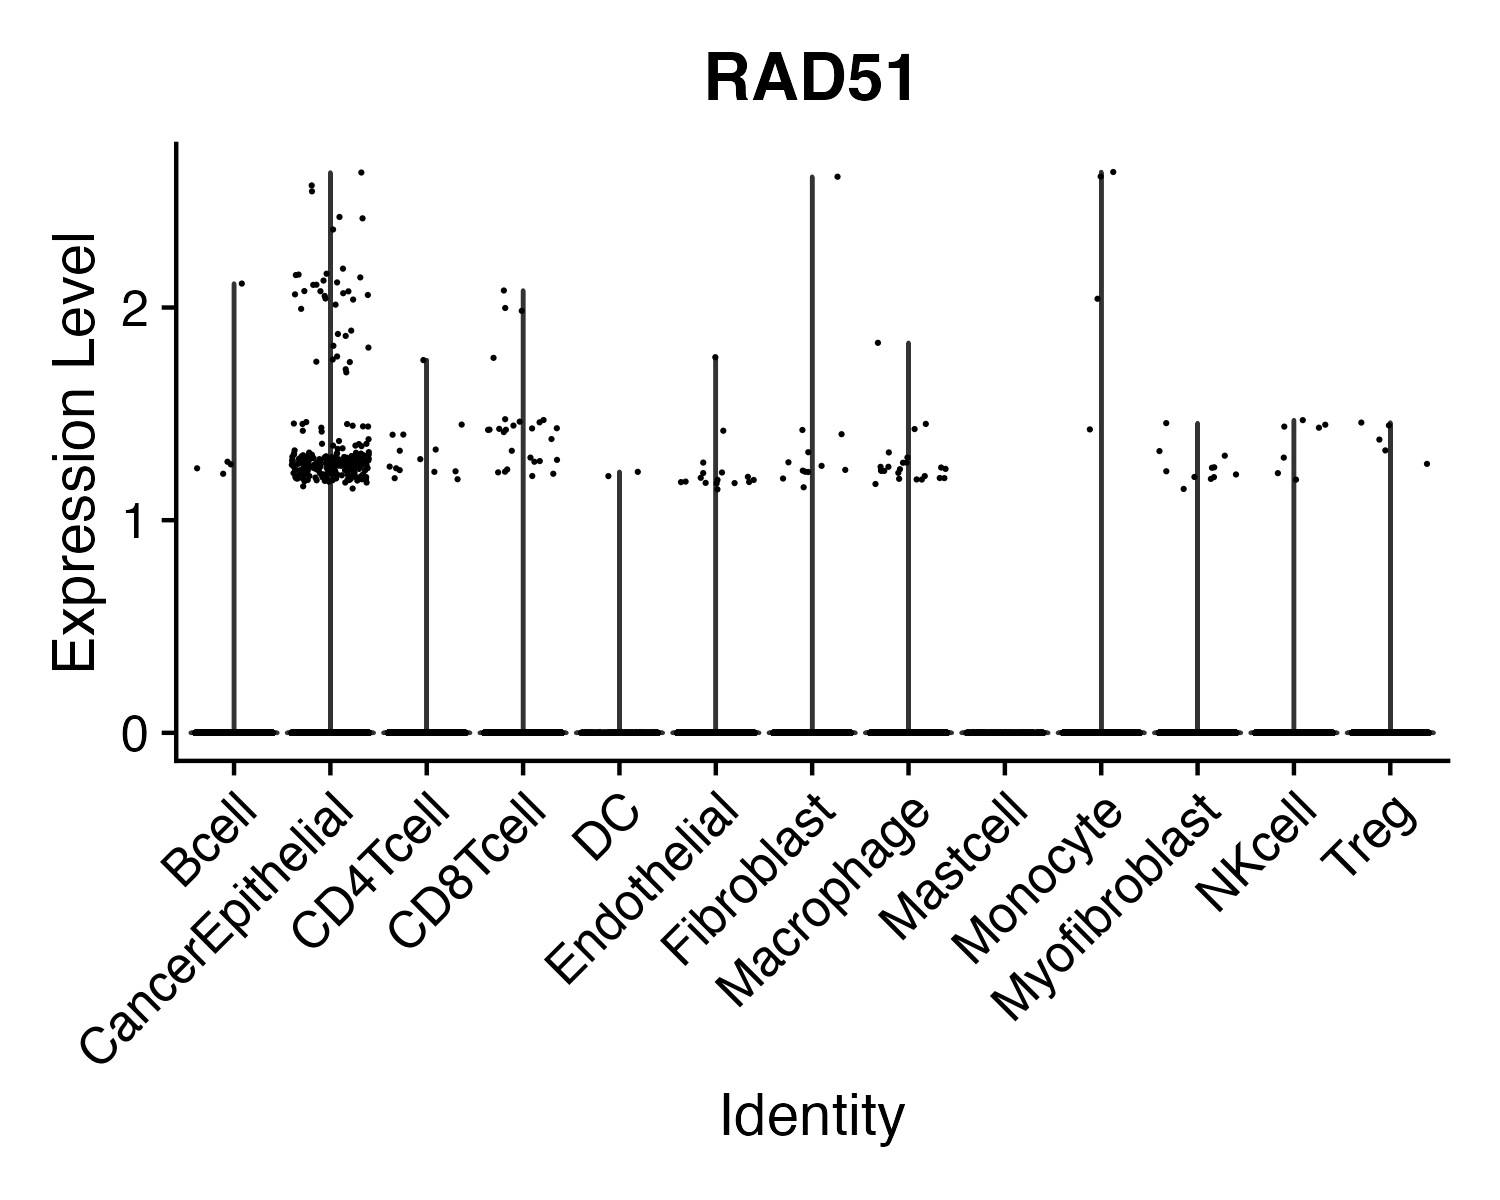 RAD51
Expression Level
2
1
0
Bcell
CancerEpithelial
CD4Tcell
CD8Tcell
DC
Endothelial
Fibroblast
Macrophage
Mastcell
Monocyte
Myofibroblast
NKcell
Treg
Identity